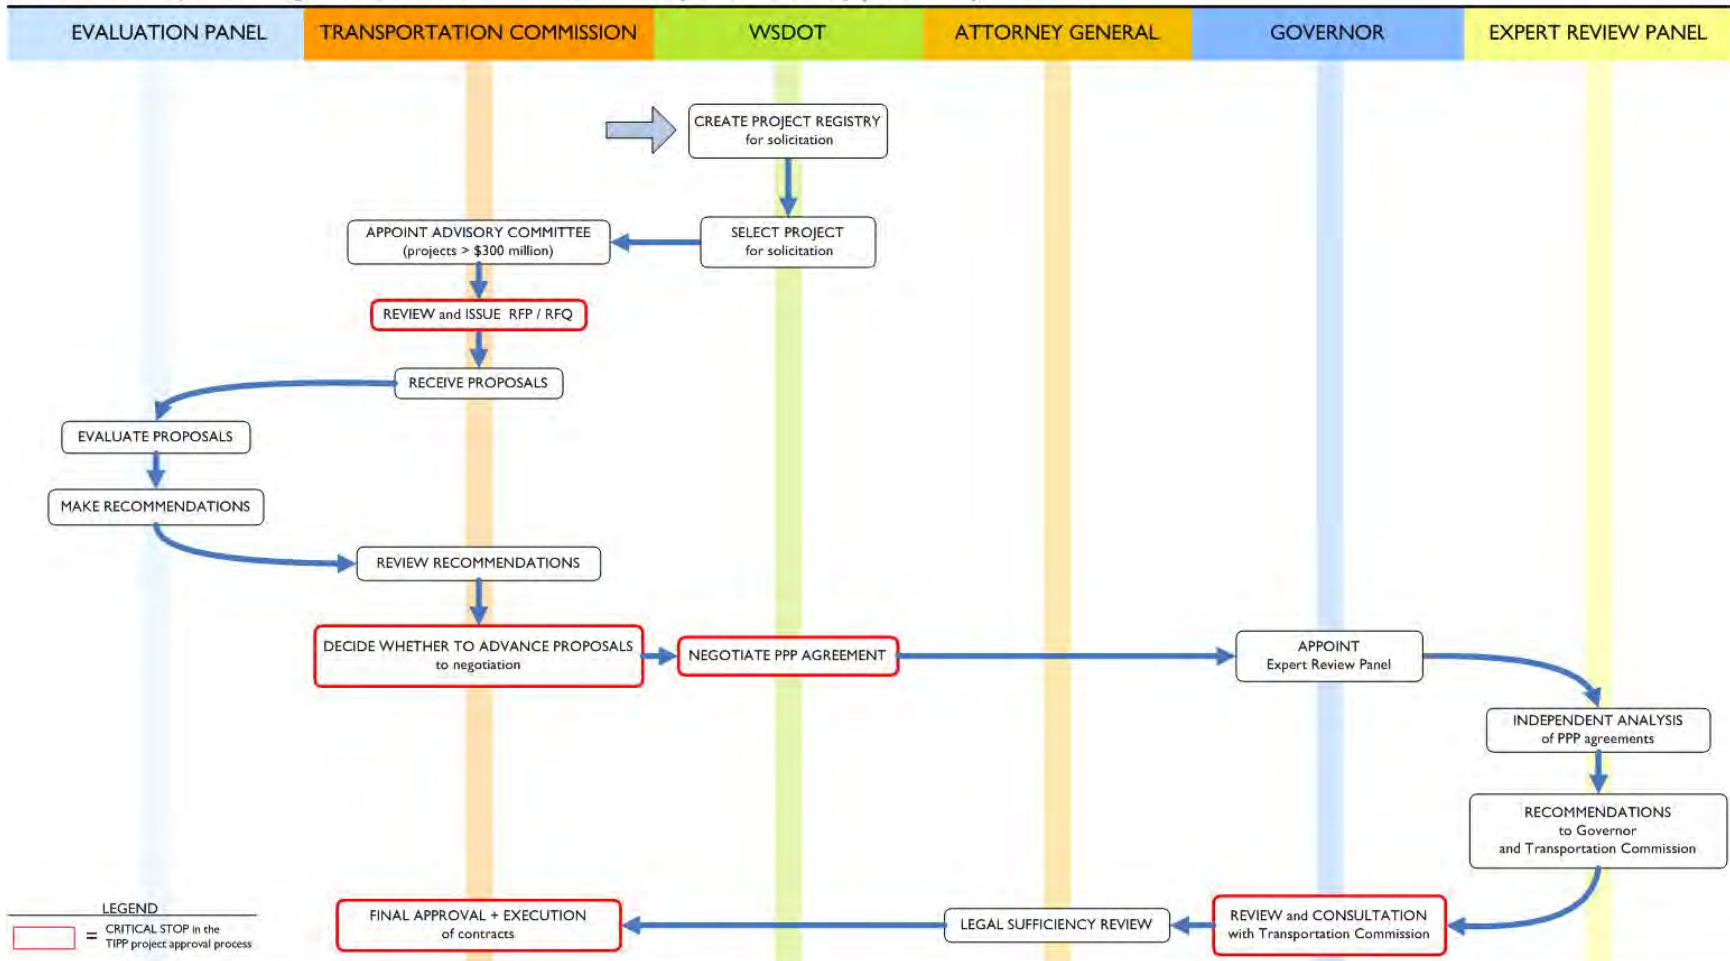 EVALUATION PANEL
TRANSPORTATION COMMISSION
WSDOT
ATTORNEY GENERAL
GOVERNOR
EXPERT REVIEW PANEL
CREATE PROJECT REGISTRY
for solicitation
SELECT PROJECT
for solicitation
APPOINT ADVISORY COMMITTEE
(projects > $300 million)
REVIEW and ISSUE RFP / RFQ
RECEIVE PROPOSALS
EVALUATE PROPOSALS
MAKE RECOMMENDATIONS
REVIEW RECOMMENDATIONS
DECIDE WHETHER TO ADVANCE PROPOSALS
to negotiation
NEGOTIATE PPP AGREEMENT
APPOINT
Expert Review Panel
INDEPENDENT ANALYSIS
of PPP agreements
RECOMMENDATIONS
to Governor
and Transportation Commission
REVIEW and CONSULTATION
with Transportation Commission
LEGAL SUFFICIENCY REVIEW
FINAL APPROVAL + EXECUTION
of contracts
LEGEND
= CRITICAL STOP in the
TIPP project approval process